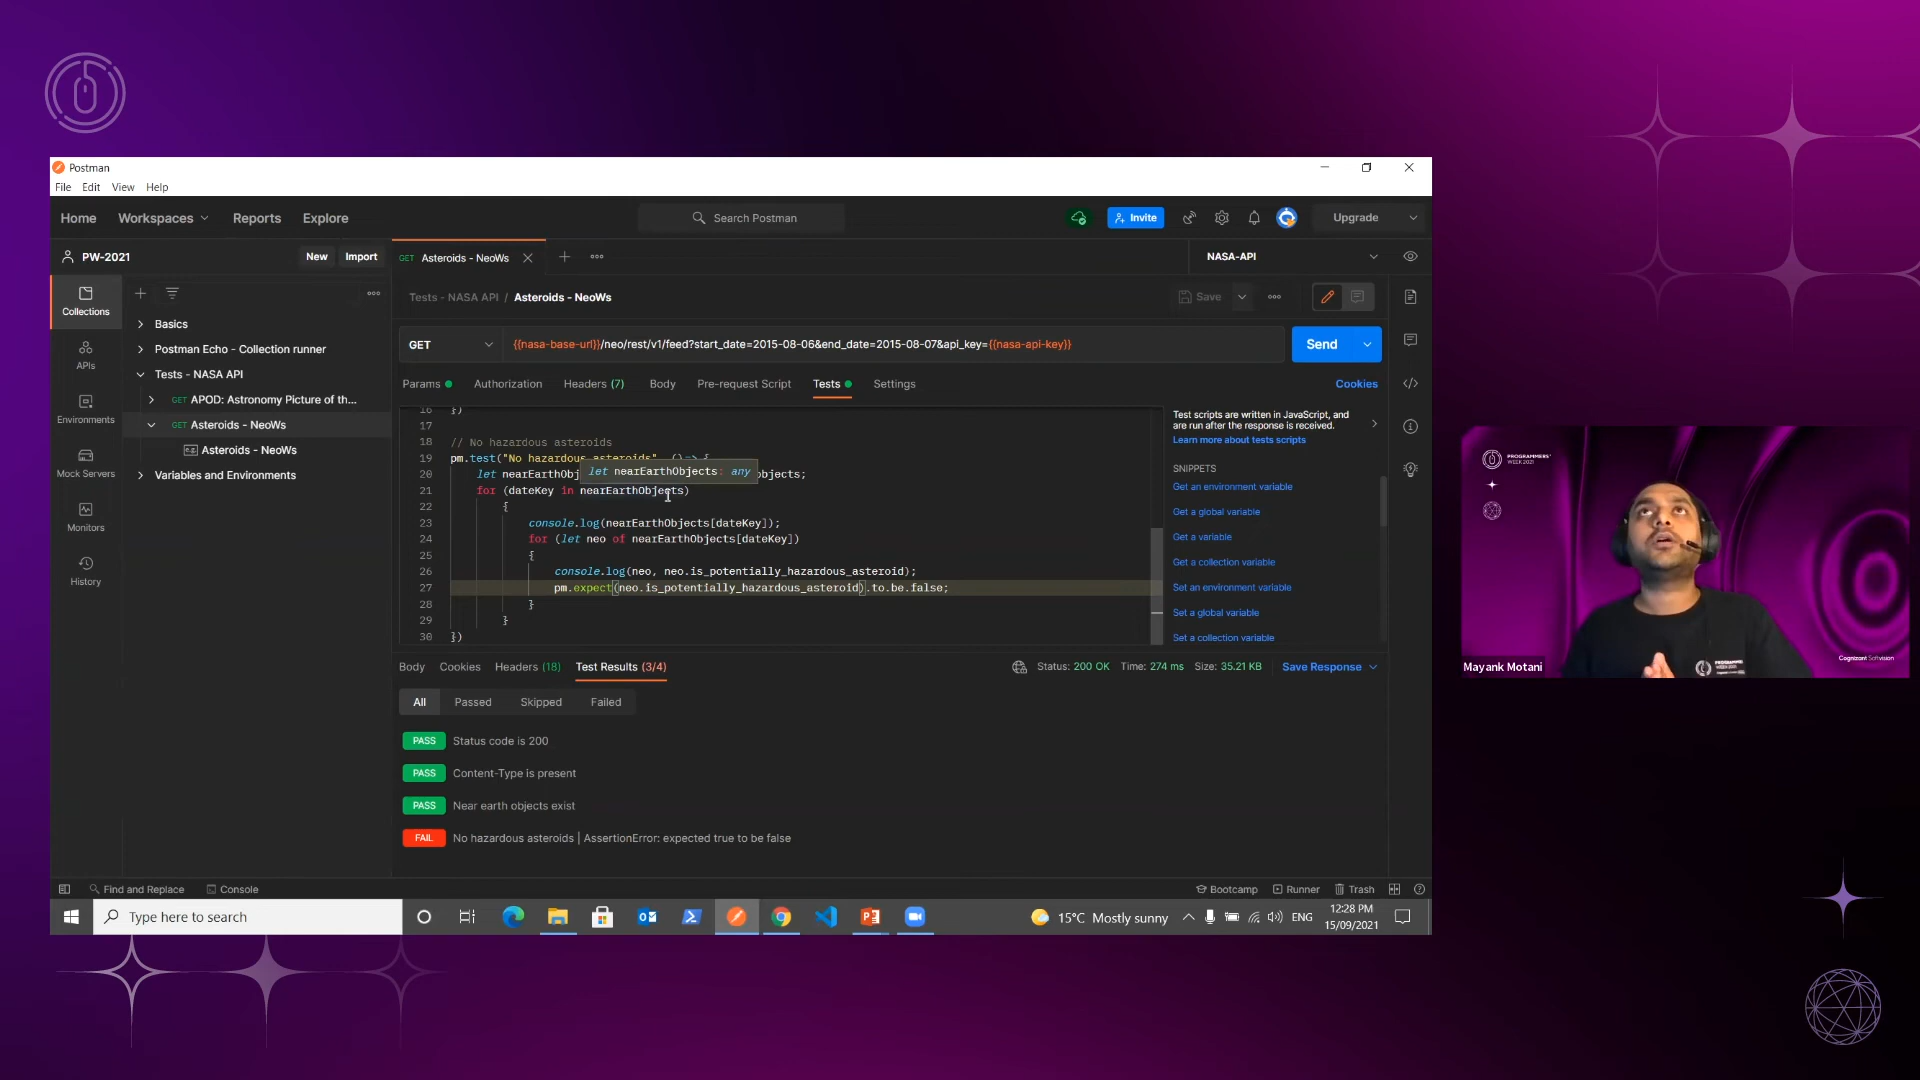 Postman
File Edit View Help
Home Workspaces Reports Explore
Search Postman
Invite
Upgrade
PW-2021
New Import
GET Asteroids - NeoWs
NASA-API
Collections
APIs
Environments
Mock Servers
Monitors
History
Basics
Postman Echo - Collection runner
Tests - NASA API
GET APOD: Astronomy Picture of th...
GET Asteroids - NeoWs
Asteroids - NeoWs
Variables and Environments
Tests - NASA API / Asteroids - NeoWs
Save
GET
{{nasa-base-url}}/neo/rest/v1/feed?start_date=2015-08-06&end_date=2015-08-07&api_key={{nasa-api-key}}
Send
Params Authorization Headers (7) Body Pre-request Script Tests Settings
Cookies
16 })
17
18 // No hazardous asteroids
19 pm.test("No hazardous asteroids", ()=> {
let nearEarthObjects: any
20 let nearEarthObj bjects;
21 for (dateKey in nearEarthObjects)
22 {
23 console.log(nearEarthObjects[dateKey]);
24 for (let neo of nearEarthObjects[dateKey])
25 {
26 console.log(neo, neo.is_potentially_hazardous_asteroid);
27 pm.expect(neo.is_potentially_hazardous_asteroid).to.be.false;
28 }
29 }
30 })
Test scripts are written in JavaScript, and
are run after the response is received.
Learn more about tests scripts
SNIPPETS
Get an environment variable
Get a global variable
Get a variable
Get a collection variable
Set an environment variable
Set a global variable
Set a collection variable
Body Cookies Headers (18) Test Results (3/4)
Status: 200 OK Time: 274 ms Size: 35.21 KB
Save Response
All Passed Skipped Failed
PASS Status code is 200
PASS Content-Type is present
PASS Near earth objects exist
FAIL No hazardous asteroids | AssertionError: expected true to be false
Find and Replace Console
Bootcamp Runner Trash
Type here to search
15°C Mostly sunny
ENG
12:28 PM
15/09/2021
PROGRAMMERS'
WEEK 2021
Mayank Motani
Cognizant Softvision